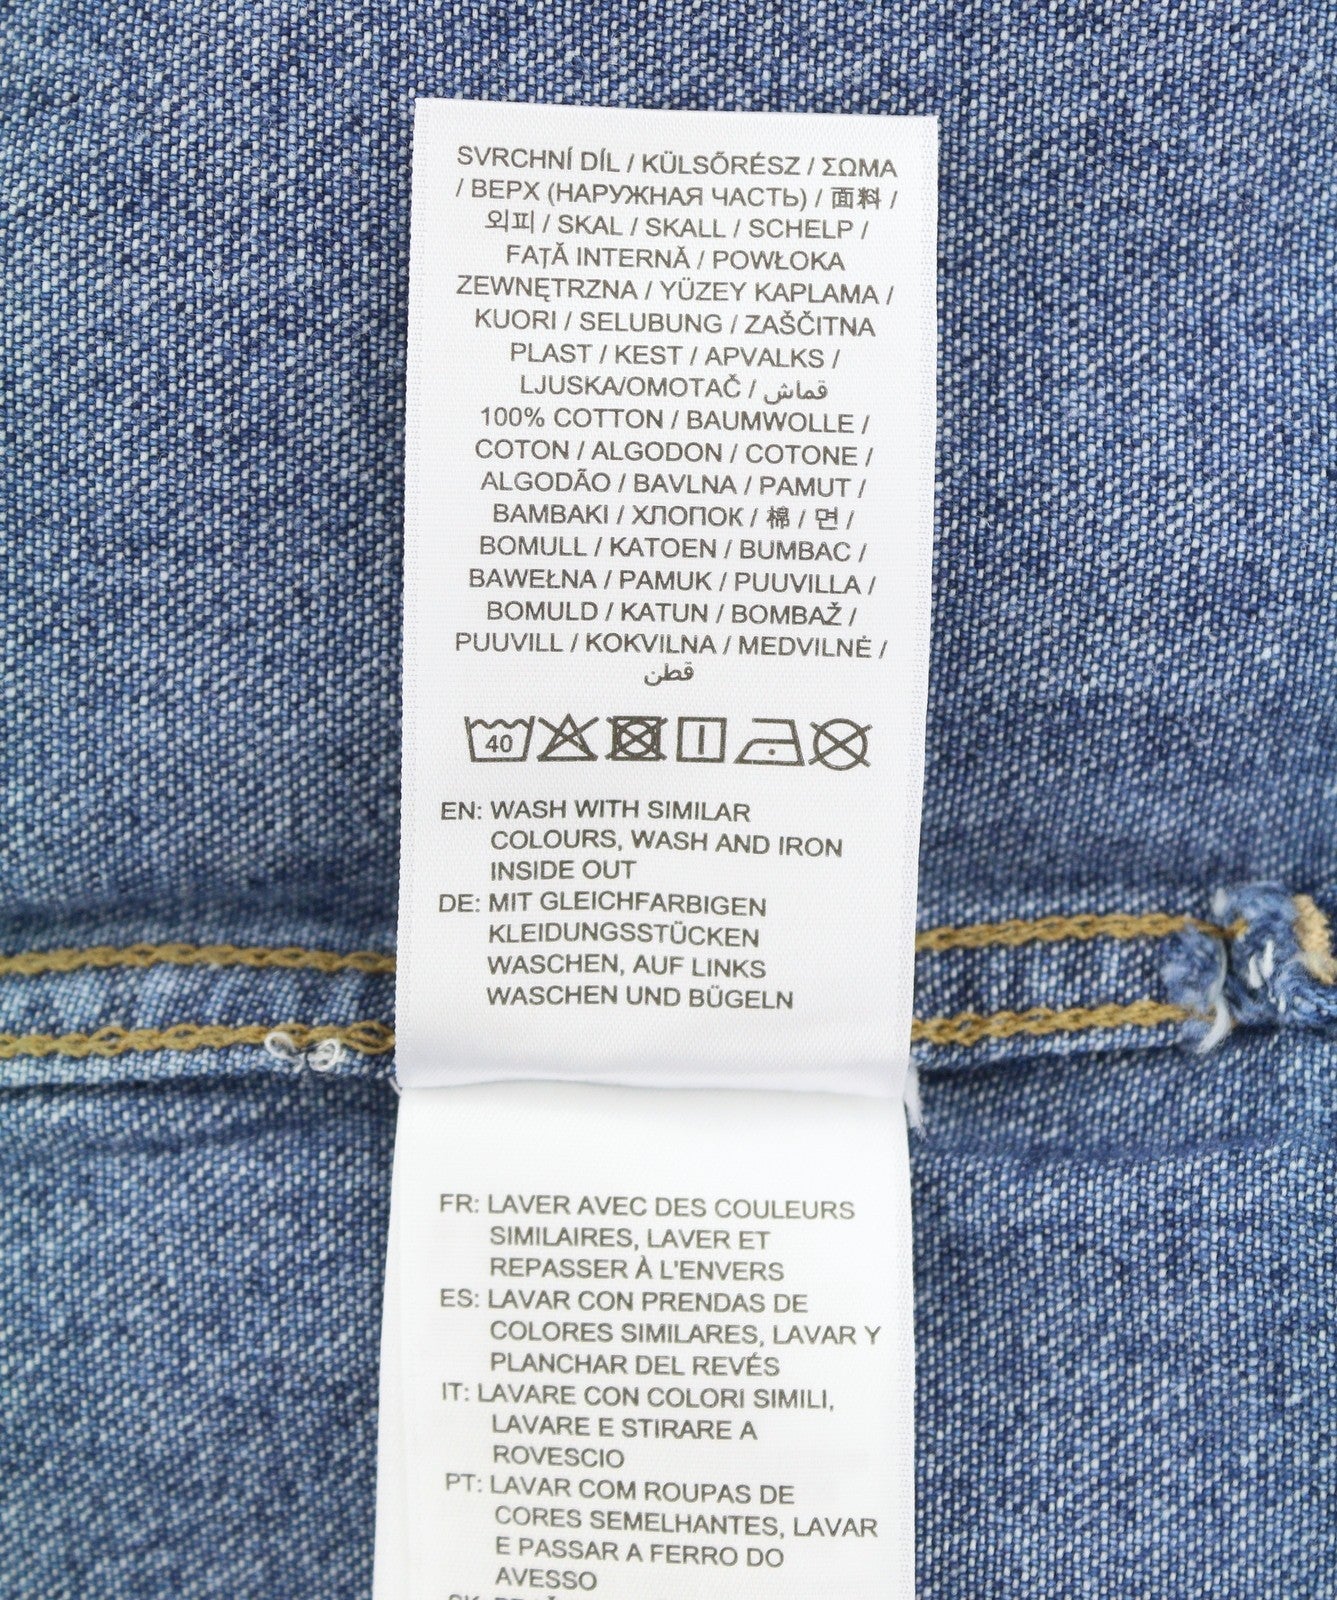 SVRCHNÍ DÍL / KÜLSŐRÉSZ / ΣΩΜΑ
/ ВЕРХ (НАРУЖНАЯ ЧАСТЬ) / 面料 /
외피 / SKAL / SKALL / SCHELP /
FAȚĂ INTERNĂ / POWŁOKA
ZEWNĘTRZNA / YÜZEY KAPLAMA /
KUORI / SELUBUNG / ZAŠČITNA
PLAST / KEST / APVALKS /
LJUSKA/OMOTAČ / قماش
100% COTTON / BAUMWOLLE /
COTON / ALGODON / COTONE /
ALGODÃO / BAVLNA / PAMUT /
BAMBAKI / ХЛОПОК / 棉 / 면 /
BOMULL / KATOEN / BUMBAC /
BAWEŁNA / PAMUK / PUUVILLA /
BOMULD / KATUN / BOMBAŽ /
PUUVILL / KOKVILNA / MEDVILNĖ /
قطن
40
EN: WASH WITH SIMILAR
COLOURS, WASH AND IRON
INSIDE OUT
DE: MIT GLEICHFARBIGEN
KLEIDUNGSSTÜCKEN
WASCHEN, AUF LINKS
WASCHEN UND BÜGELN
FR: LAVER AVEC DES COULEURS
SIMILAIRES, LAVER ET
REPASSER À L'ENVERS
ES: LAVAR CON PRENDAS DE
COLORES SIMILARES, LAVAR Y
PLANCHAR DEL REVÉS
IT: LAVARE CON COLORI SIMILI,
LAVARE E STIRARE A
ROVESCIO
PT: LAVAR COM ROUPAS DE
CORES SEMELHANTES, LAVAR
E PASSAR A FERRO DO
AVESSO